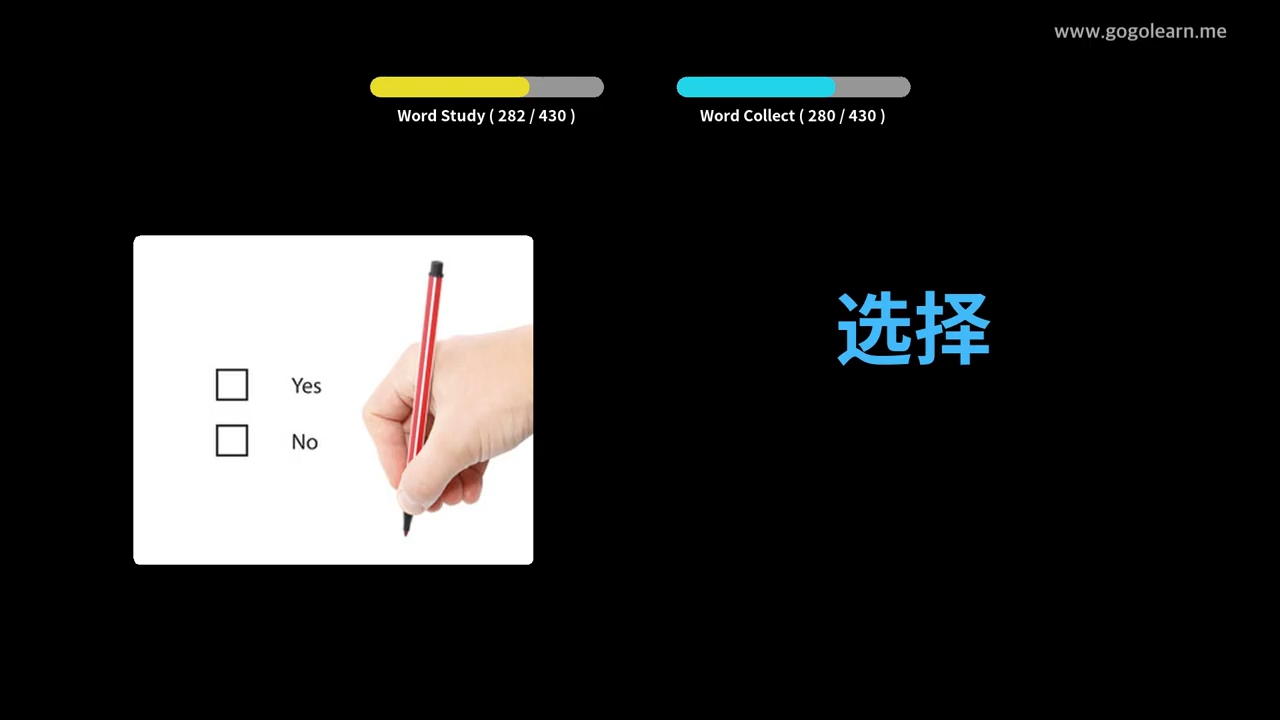 www.gogolearn.me
Word Study ( 282 / 430 )
Word Collect ( 280 / 430 )
选择
Yes
No